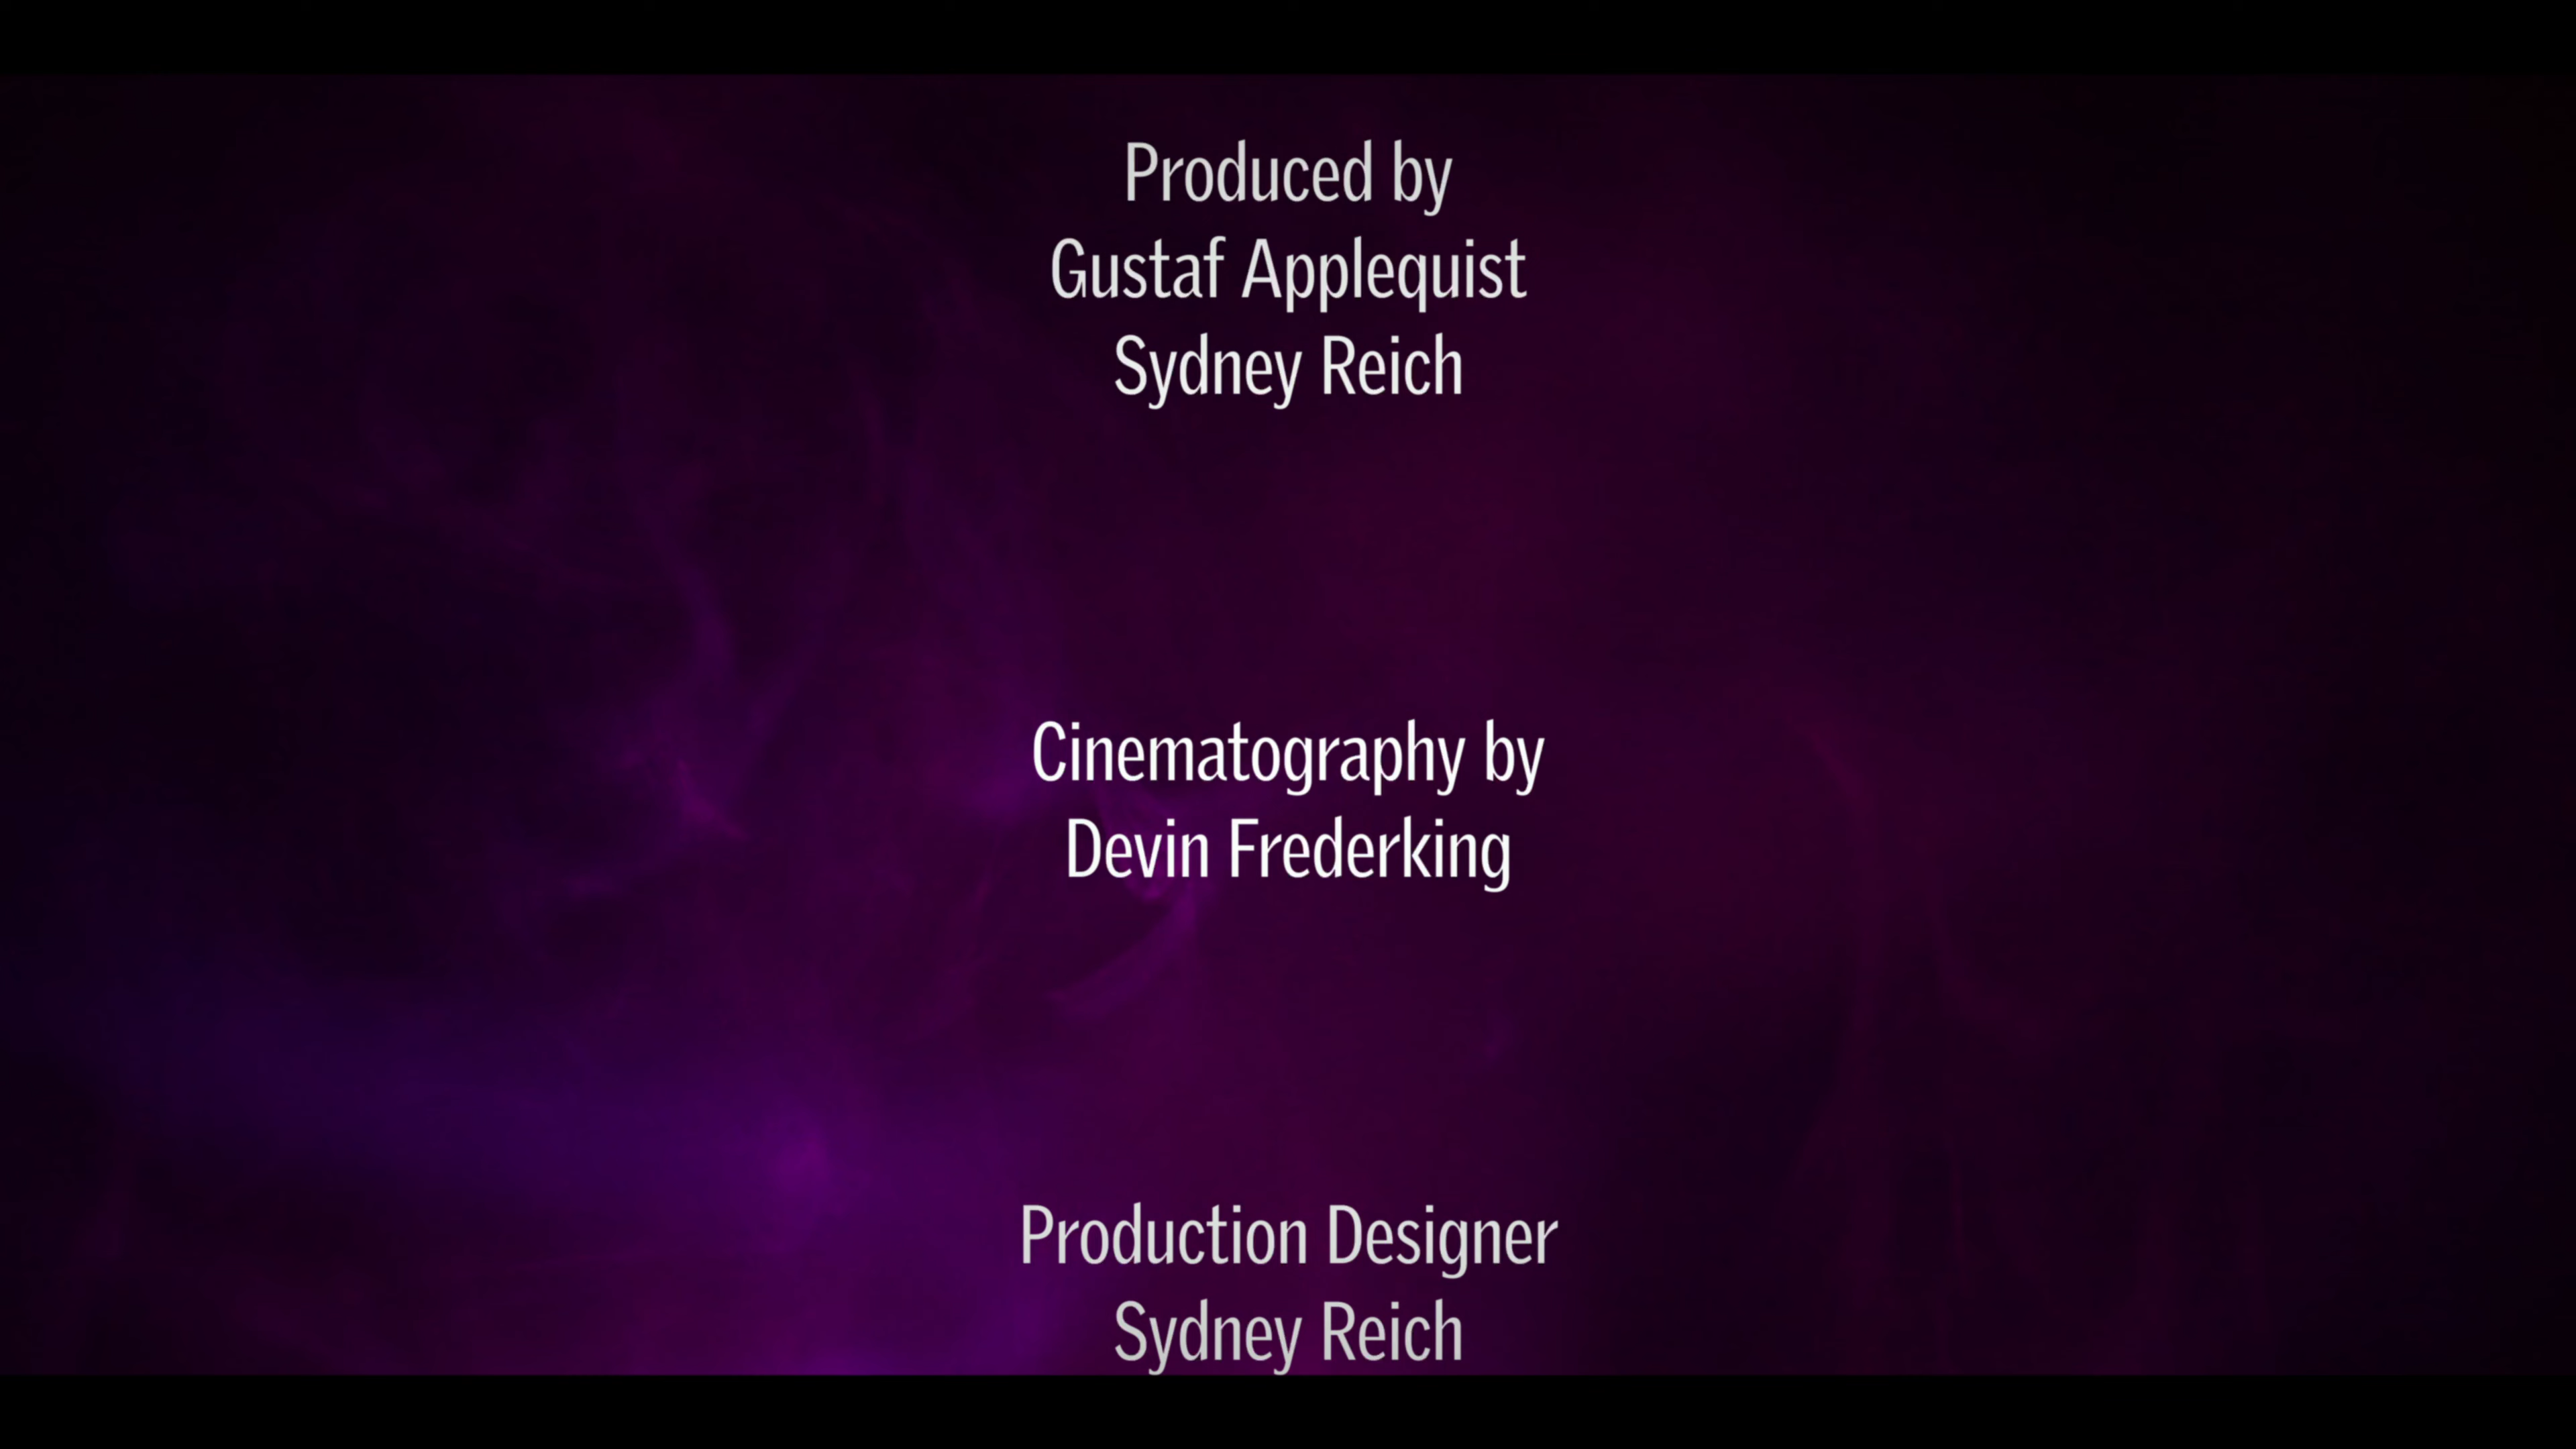 Produced by
Gustaf Applequist
Sydney Reich
Cinematography by
Devin Frederking
Production Designer
Sydney Reich